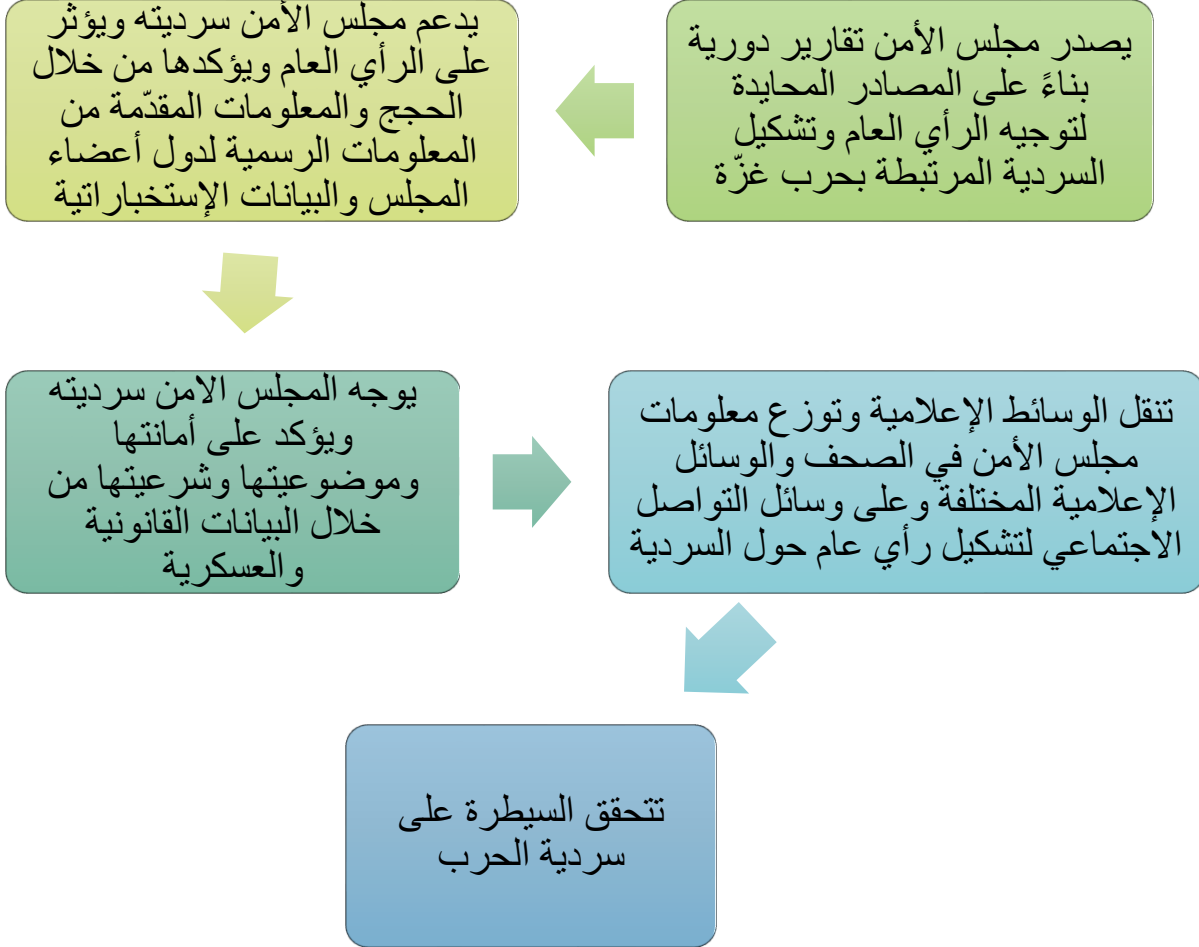 يصدر مجلس الأمن تقارير دورية
بناءً على المصادر المحايدة
لتوجيه الرأي العام وتشكيل
السردية المرتبطة بحرب غزّة
يدعم مجلس الأمن سرديته ويؤثر
على الرأي العام ويؤكدها من خلال
الحجج والمعلومات المقدّمة من
المعلومات الرسمية لدول أعضاء
المجلس والبيانات الإستخباراتية
يوجه المجلس الامن سرديته
ويؤكد على أمانتها
وموضوعيتها وشرعيتها من
خلال البيانات القانونية
والعسكرية
تنقل الوسائط الإعلامية وتوزع معلومات
مجلس الأمن في الصحف والوسائل
الإعلامية المختلفة وعلى وسائل التواصل
الاجتماعي لتشكيل رأي عام حول السردية
تتحقق السيطرة على
سردية الحرب